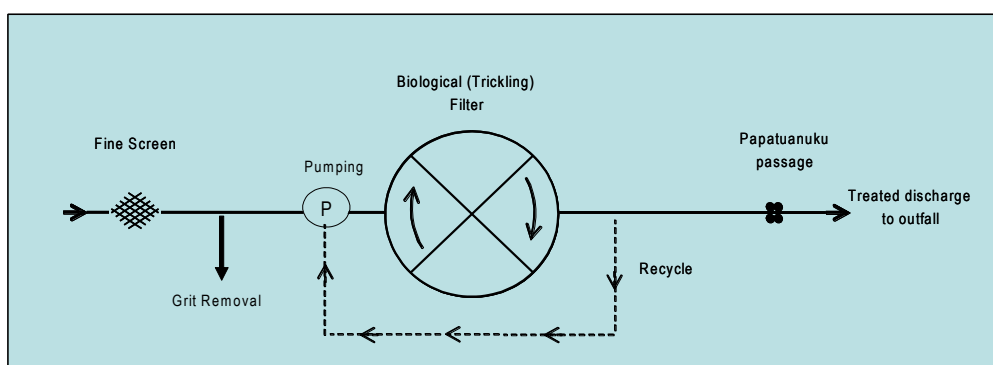 Biological (Trickling)
Filter
Fine Screen
Pumping
Papatuanuku
passage
P
Treated discharge
to outfall
Grit Removal
Recycle